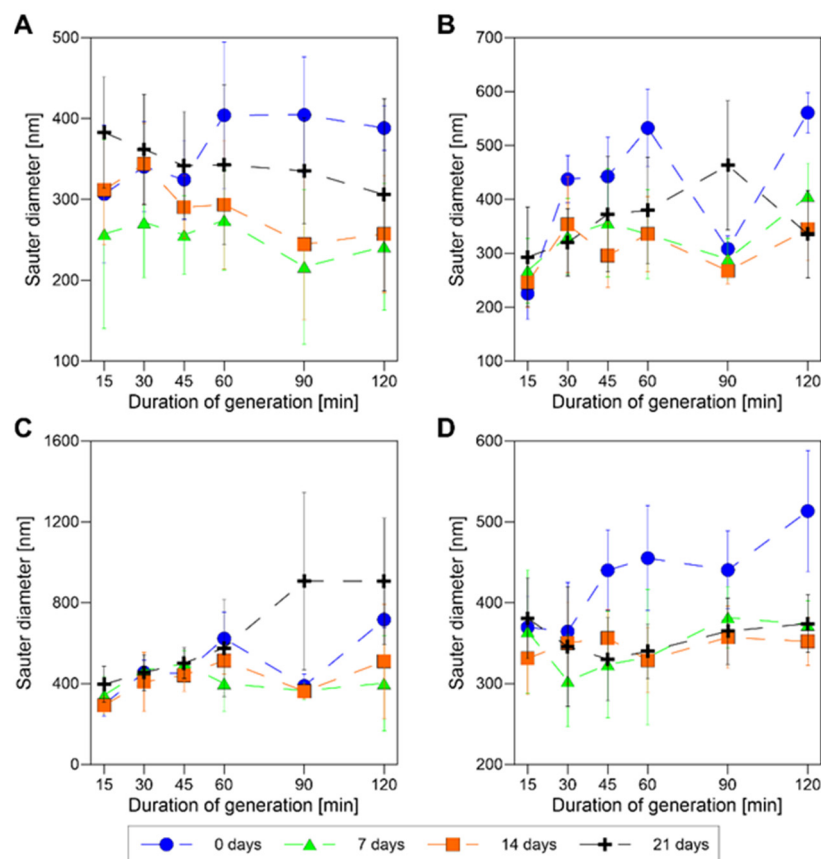 A
B
500
400
300
200
100
Sauter diameter [nm]
15 30 45 60 90 120
Duration of generation [min]
700
600
500
400
300
200
100
Sauter diameter [nm]
15 30 45 60 90 120
Duration of generation [min]
C
D
1600
1200
800
400
0
Sauter diameter [nm]
15 30 45 60 90 120
Duration of generation [min]
600
500
400
300
200
Sauter diameter [nm]
15 30 45 60 90 120
Duration of generation [min]
0 days 7 days 14 days 21 days